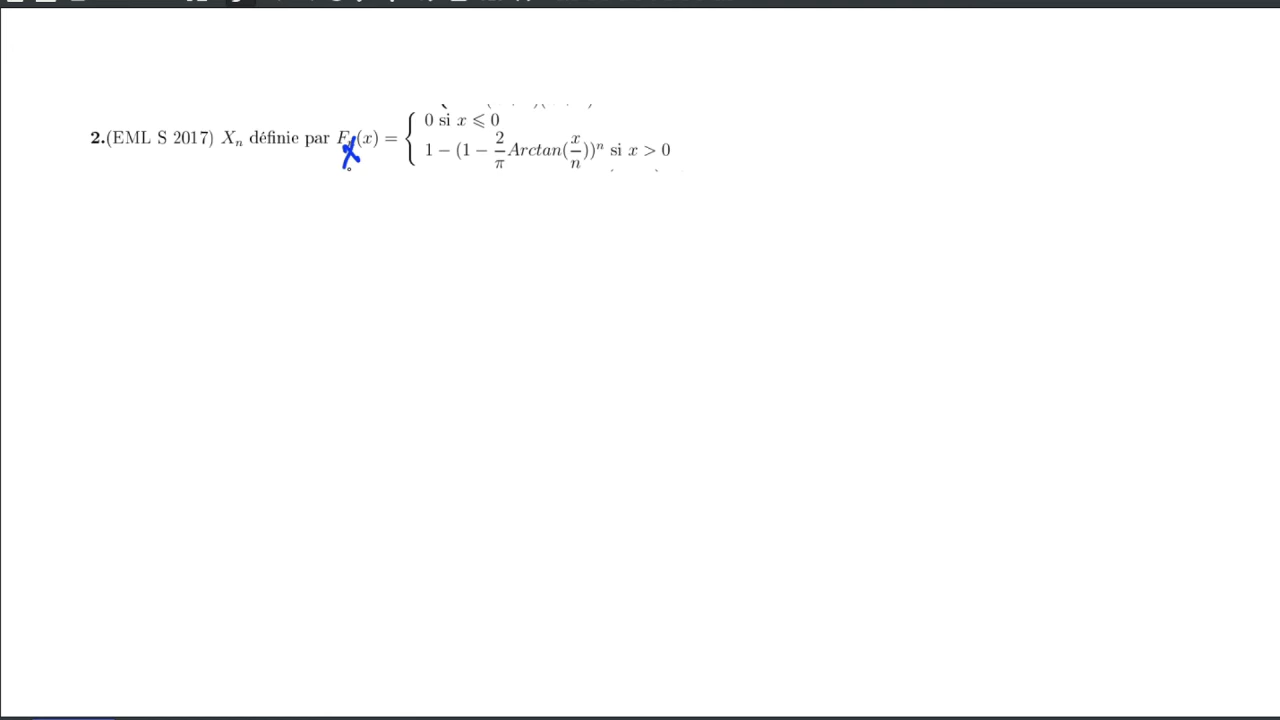 0 si x ⩽ 0
2.(EML S 2017) X_n définie par F_X(x) =
1 − (1 − 2/π Arctan(x/n))^n si x > 0